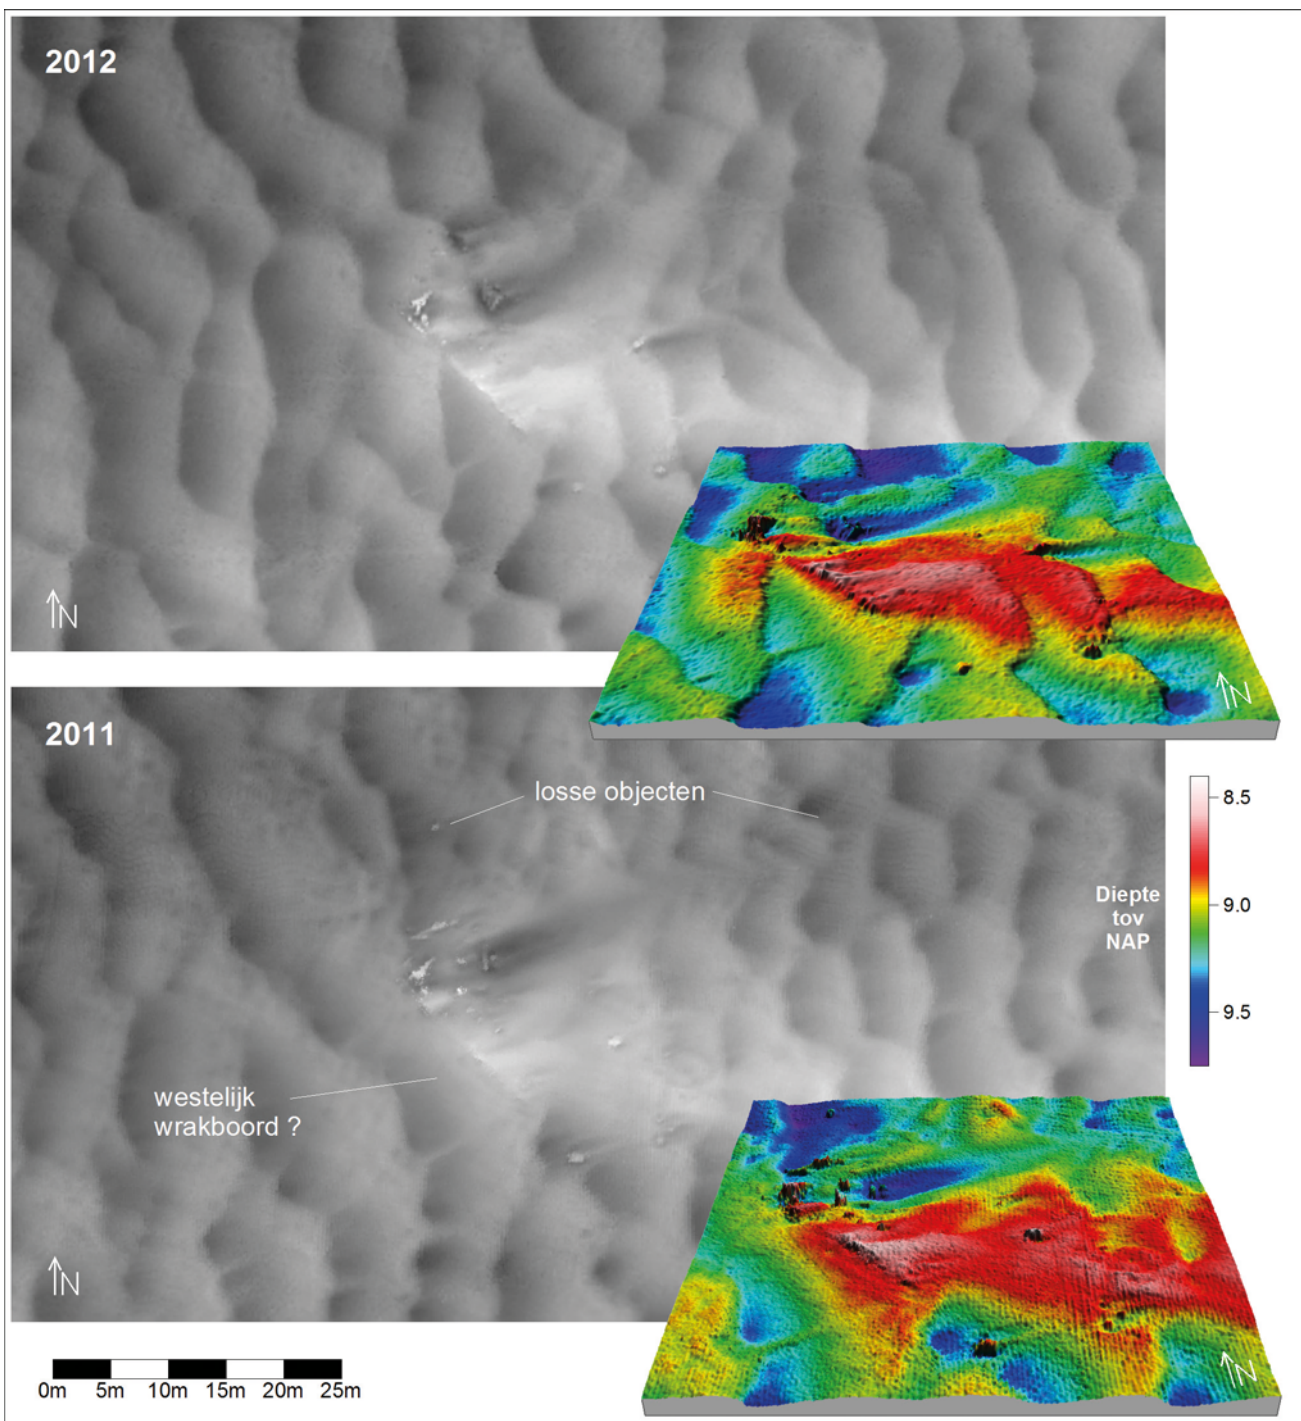 2012
N
N
2011
losse objecten
8.5
Diepte
tov
NAP
9.0
9.5
westelijk
wrakboord ?
N
N
0m 5m 10m 15m 20m 25m